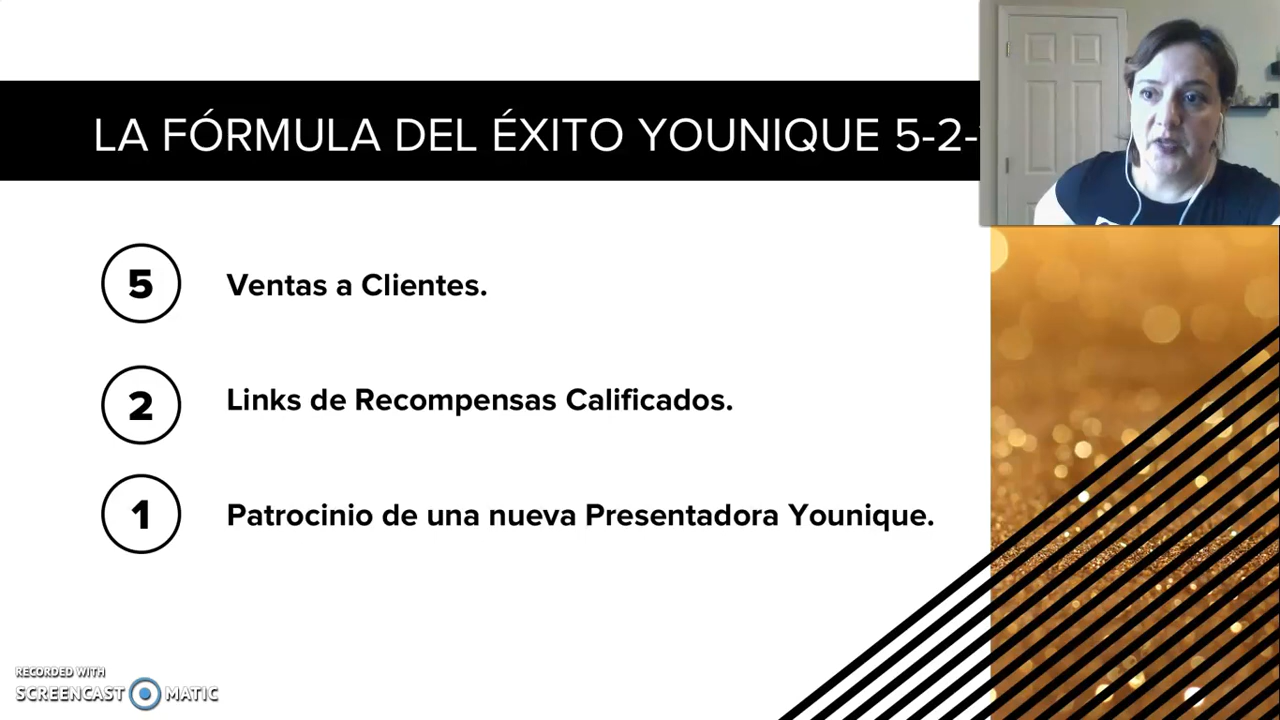 LA FÓRMULA DEL ÉXITO YOUNIQUE 5-2-
5
Ventas a Clientes.
2
Links de Recompensas Calificados.
1
Patrocinio de una nueva Presentadora Younique.
RECORDED WITH
SCREENCAST MATIC